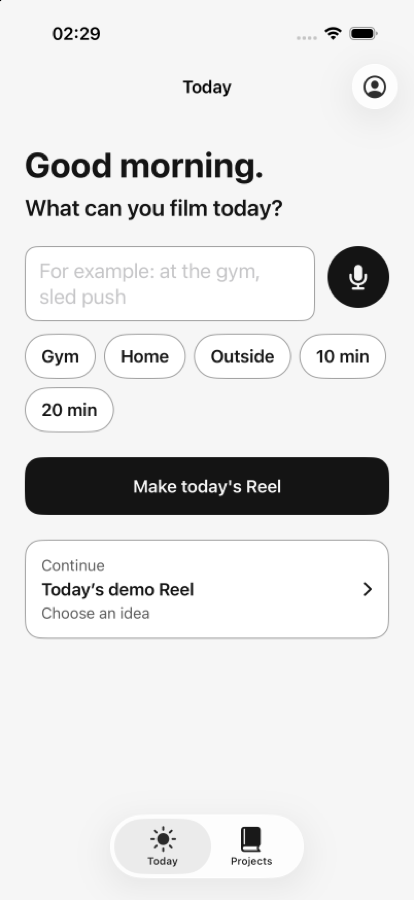 02:29
Today
Good morning.
What can you film today?
For example: at the gym,
sled push
Gym
Home
Outside
10 min
20 min
Make today's Reel
Continue
Today’s demo Reel
Choose an idea
Today
Projects